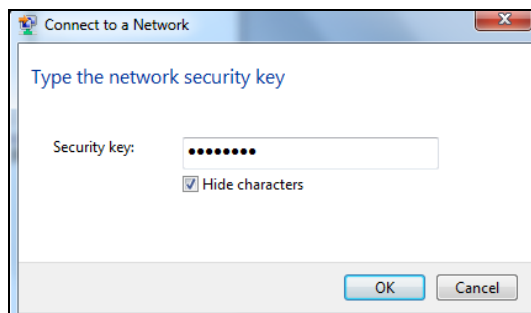 Connect to a Network
Type the network security key
Security key: ••••••••
Hide characters
OK Cancel